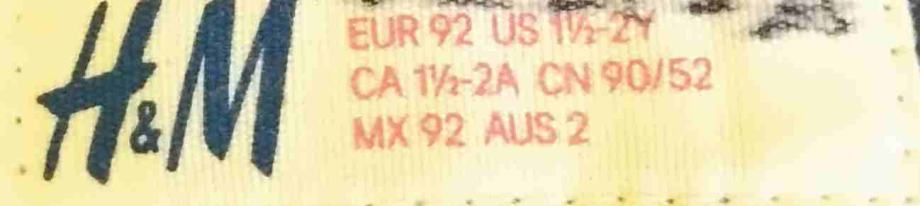 H&M
EUR 92 US 1½-2Y
CA 1½-2A CN 90/52
MX 92 AUS 2